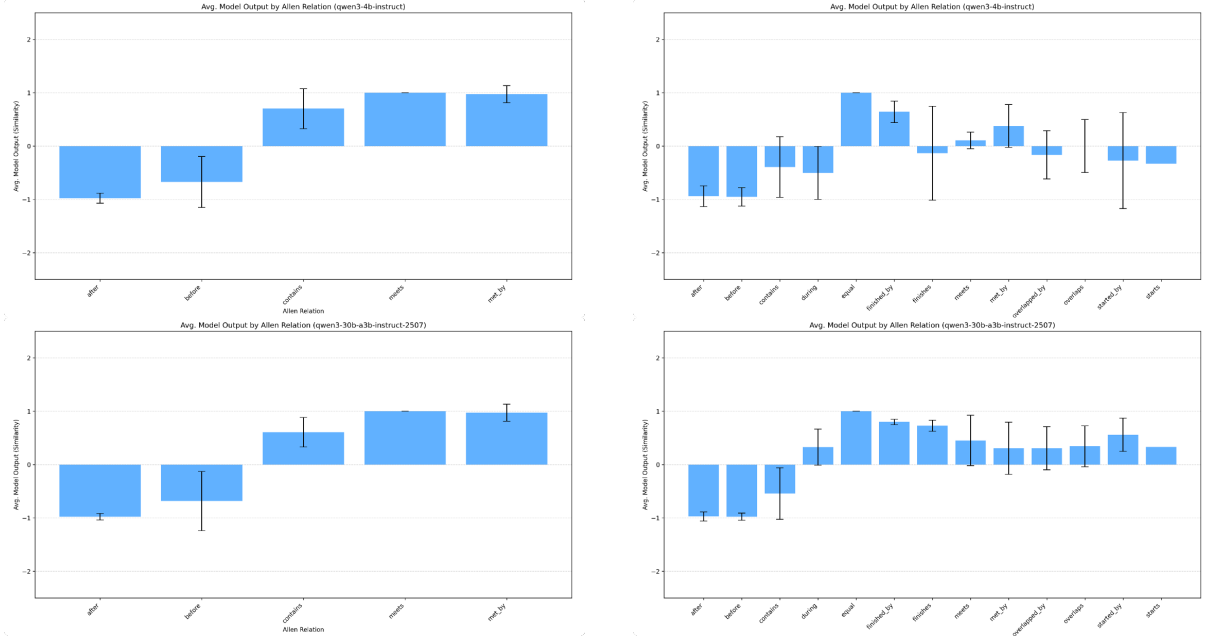 Avg. Model Output by Allen Relation (qwen3-4b-instruct)
Avg. Model Output (Similarity)
2
1
0
−1
−2
after
before
contains
meets
met_by
Allen Relation
Avg. Model Output by Allen Relation (qwen3-4b-instruct)
Avg. Model Output (Similarity)
2
1
0
−1
−2
after
before
contains
during
equal
finished_by
finishes
meets
met_by
overlapped_by
overlaps
started_by
starts
Avg. Model Output by Allen Relation (qwen3-30b-a3b-instruct-2507)
Avg. Model Output (Similarity)
2
1
0
−1
−2
after
before
contains
meets
met_by
Allen Relation
Avg. Model Output by Allen Relation (qwen3-30b-a3b-instruct-2507)
Avg. Model Output (Similarity)
2
1
0
−1
−2
after
before
contains
during
equal
finished_by
finishes
meets
met_by
overlapped_by
overlaps
started_by
starts